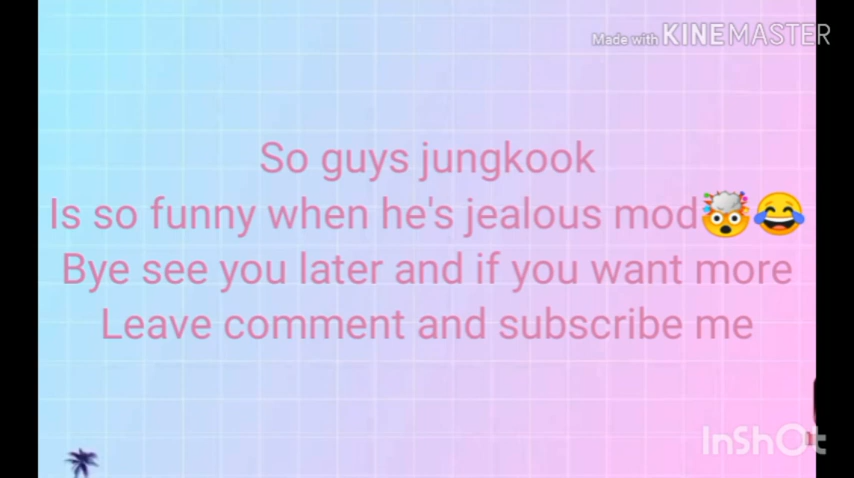 Made with KINEMASTER
So guys jungkook
Is so funny when he's jealous mod🤯😂
Bye see you later and if you want more
Leave comment and subscribe me
InShOt